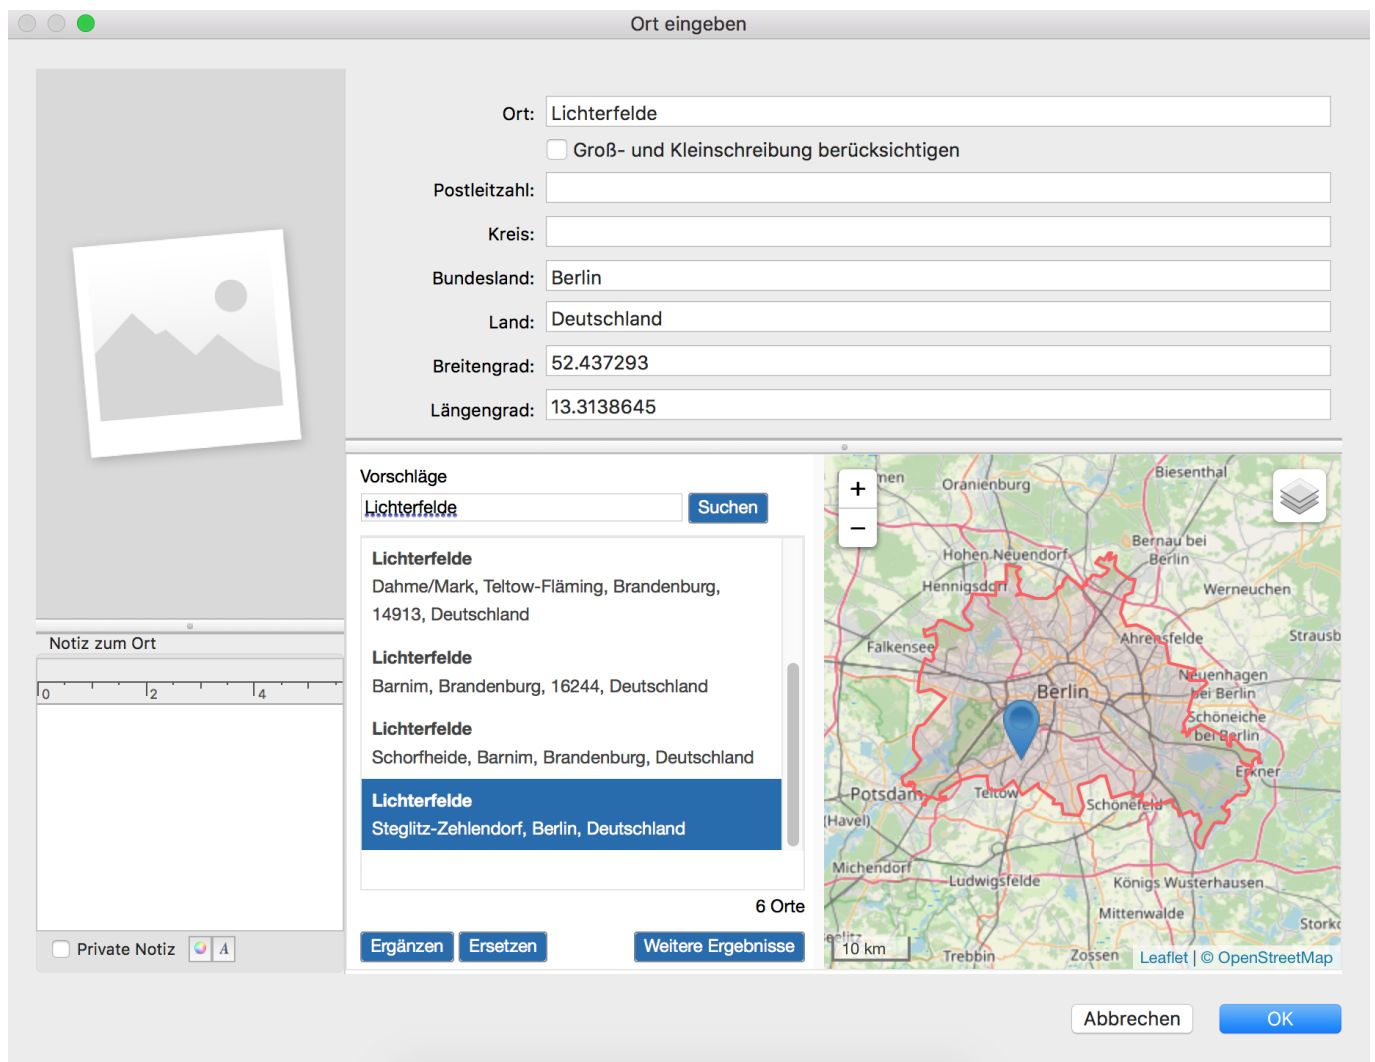 Ort eingeben
Ort:
Lichterfelde
Groß- und Kleinschreibung berücksichtigen
Postleitzahl:
Kreis:
Bundesland:
Berlin
Land:
Deutschland
Breitengrad:
52.437293
Längengrad:
13.3138645
Notiz zum Ort
0 2 4
Private Notiz
A
Vorschläge
Lichterfelde
Suchen
Lichterfelde
Dahme/Mark, Teltow-Fläming, Brandenburg,
14913, Deutschland
Lichterfelde
Barnim, Brandenburg, 16244, Deutschland
Lichterfelde
Schorfheide, Barnim, Brandenburg, Deutschland
Lichterfelde
Steglitz-Zehlendorf, Berlin, Deutschland
6 Orte
Ergänzen
Ersetzen
Weitere Ergebnisse
+
−
Biesenthal
Oranienburg
Bernau bei
Berlin
Hohen Neuendorf
Hennigsdorf
Werneuchen
Ahrensfelde
Strausb
Falkensee
Neuenhagen
bei Berlin
Berlin
Schöneiche
bei Berlin
Erkner
Potsdam
Teltow
Schönefeld
(Havel)
Michendorf
Ludwigsfelde
Königs Wusterhausen
Mittenwalde
Storko
10 km
Trebbin
Zossen
Leaflet | © OpenStreetMap
Abbrechen
OK